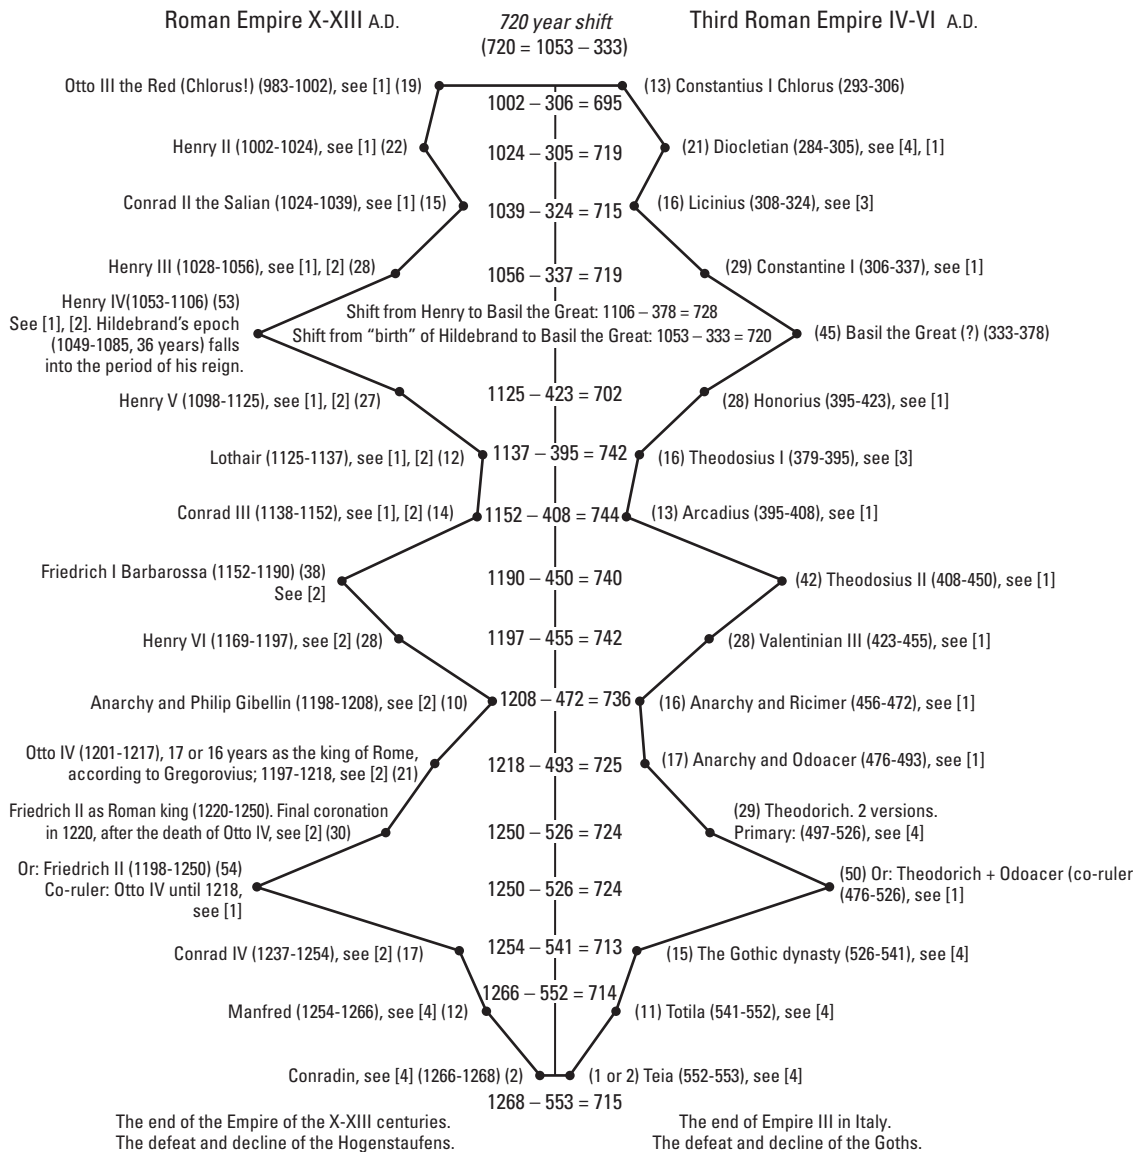 Roman Empire X-XIII A.D.
720 year shift
(720 = 1053 – 333)
Third Roman Empire IV-VI A.D.
Otto III the Red (Chlorus!) (983-1002), see [1] (19)
1002 – 306 = 695
(13) Constantius I Chlorus (293-306)
Henry II (1002-1024), see [1] (22)
1024 – 305 = 719
(21) Diocletian (284-305), see [4], [1]
Conrad II the Salian (1024-1039), see [1] (15)
1039 – 324 = 715
(16) Licinius (308-324), see [3]
Henry III (1028-1056), see [1], [2] (28)
1056 – 337 = 719
(29) Constantine I (306-337), see [1]
Henry IV(1053-1106) (53)
See [1], [2]. Hildebrand's epoch
(1049-1085, 36 years) falls
into the period of his reign.
Shift from Henry to Basil the Great: 1106 – 378 = 728
Shift from “birth” of Hildebrand to Basil the Great: 1053 – 333 = 720
(45) Basil the Great (?) (333-378)
Henry V (1098-1125), see [1], [2] (27)
1125 – 423 = 702
(28) Honorius (395-423), see [1]
Lothair (1125-1137), see [1], [2] (12)
1137 – 395 = 742
(16) Theodosius I (379-395), see [3]
Conrad III (1138-1152), see [1], [2] (14)
1152 – 408 = 744
(13) Arcadius (395-408), see [1]
Friedrich I Barbarossa (1152-1190) (38)
See [2]
1190 – 450 = 740
(42) Theodosius II (408-450), see [1]
Henry VI (1169-1197), see [2] (28)
1197 – 455 = 742
(28) Valentinian III (423-455), see [1]
Anarchy and Philip Gibellin (1198-1208), see [2] (10)
1208 – 472 = 736
(16) Anarchy and Ricimer (456-472), see [1]
Otto IV (1201-1217), 17 or 16 years as the king of Rome,
according to Gregorovius; 1197-1218, see [2] (21)
1218 – 493 = 725
(17) Anarchy and Odoacer (476-493), see [1]
Friedrich II as Roman king (1220-1250). Final coronation
in 1220, after the death of Otto IV, see [2] (30)
1250 – 526 = 724
(29) Theodorich. 2 versions.
Primary: (497-526), see [4]
Or: Friedrich II (1198-1250) (54)
Co-ruler: Otto IV until 1218,
see [1]
1250 – 526 = 724
(50) Or: Theodorich + Odoacer (co-ruler
(476-526), see [1]
Conrad IV (1237-1254), see [2] (17)
1254 – 541 = 713
(15) The Gothic dynasty (526-541), see [4]
1266 – 552 = 714
Manfred (1254-1266), see [4] (12)
(11) Totila (541-552), see [4]
Conradin, see [4] (1266-1268) (2)
(1 or 2) Teia (552-553), see [4]
1268 – 553 = 715
The end of the Empire of the X-XIII centuries.
The defeat and decline of the Hogenstaufens.
The end of Empire III in Italy.
The defeat and decline of the Goths.